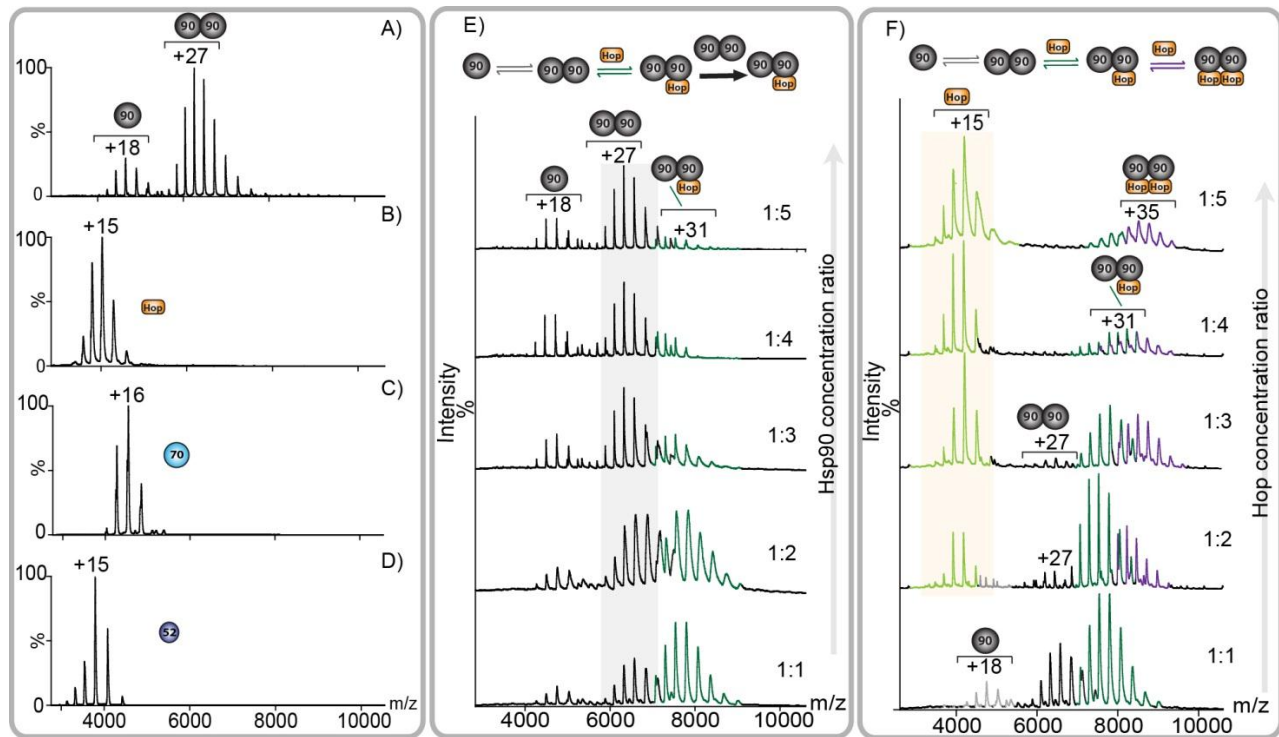 A)
90 90
+27
90
+18
100
%
0
B)
+15
100
%
0
Hop
C)
+16
100
%
0
70
D)
+15
100
%
0
52
4000 6000 8000 10000 m/z
E)
90 90 90 Hop 90 90 Hop 90 90 90 90 Hop
90 90
+27
90
+18
90 90
Hop
+31
1:5
1:4
1:3
1:2
1:1
Intensity
%
Hsp90 concentration ratio
4000 6000 8000 10000 m/z
F)
90 90 90 Hop 90 90 Hop Hop 90 90 Hop Hop
Hop
+15
90 90
Hop Hop
+35
1:5
90 90
Hop
+31
1:4
90 90
+27
1:3
+27
1:2
90
+18
1:1
Intensity
%
Hop concentration ratio
4000 6000 8000 10000 m/z